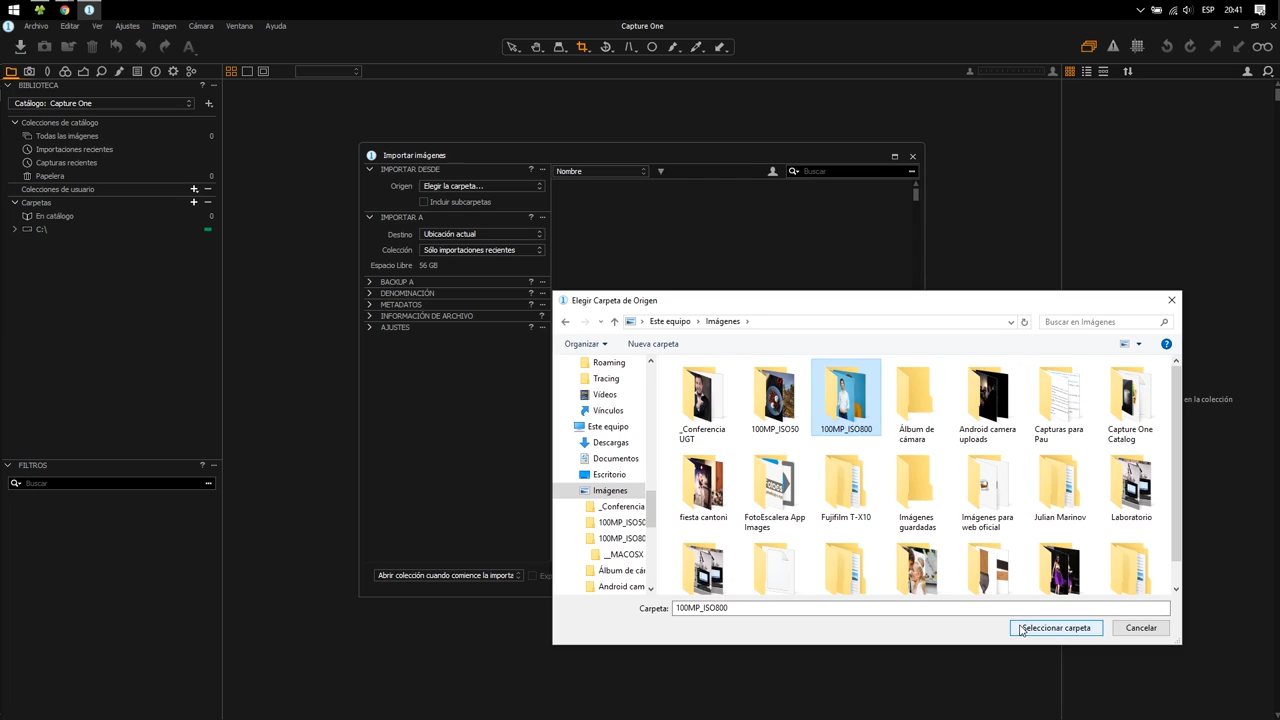 ESP 20:41
Archivo Editar Ver Ajustes Imagen Cámara Ventana Ayuda
Capture One
BIBLIOTECA ? ...
Catálogo: Capture One
Colecciones de catálogo
Todas las imágenes 0
Importaciones recientes
Capturas recientes
Papelera 0
Colecciones de usuario
Carpetas
En catálogo 0
C:\
FILTROS ? ...
Buscar
Importar imágenes
IMPORTAR DESDE ? ...
Origen Elegir la carpeta...
Incluir subcarpetas
IMPORTAR A ? ...
Destino Ubicación actual
Colección Sólo importaciones recientes
Espacio Libre 56 GB
BACKUP A ? ...
DENOMINACIÓN ? ...
METADATOS ? ...
INFORMACIÓN DE ARCHIVO ? ...
AJUSTES ? ...
Nombre
Buscar
Abrir colección cuando comience la importa
Exp
en la colección
Elegir Carpeta de Origen
Este equipo > Imágenes >
Buscar en Imágenes
Organizar
Nueva carpeta
Roaming
Tracing
Vídeos
Vínculos
Este equipo
Descargas
Documentos
Escritorio
Imágenes
_Conferencia
100MP_ISO50
100MP_ISO80
__MACOSX
Álbum de cá
Android cam
_Conferencia UGT
100MP_ISO50
100MP_ISO800
Álbum de cámara
Android camera uploads
Capturas para Pau
Capture One Catalog
fiesta cantoni
FotoEscalera App Images
Fujifilm T-X10
Imágenes guardadas
Imágenes para web oficial
Julian Marinov
Laboratorio
Carpeta: 100MP_ISO800
Seleccionar carpeta
Cancelar